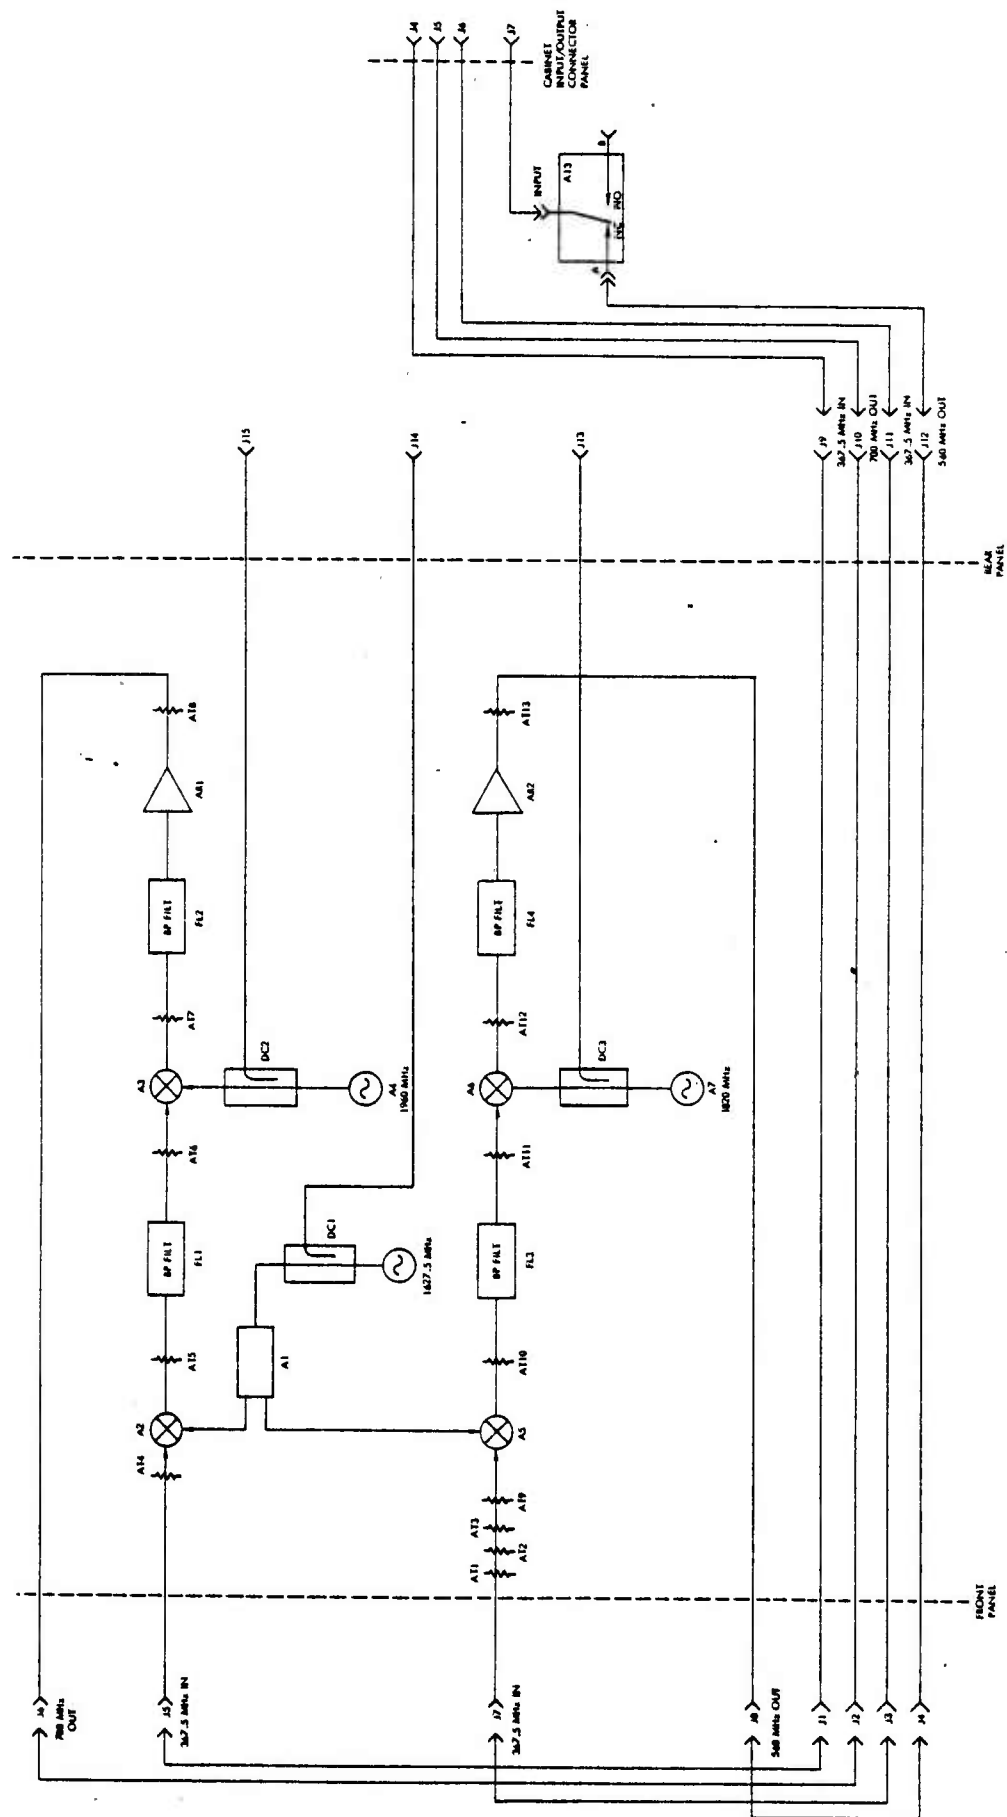 J4
J5
J6
J7
CABINET
INPUT/OUTPUT
CONNECTOR
PANEL
INPUT
A13
B
NC
NO
A
J15
J14
J13
J9
367.5 MHz IN
J10
700 MHz OUT
J11
367.5 MHz IN
J12
560 MHz OUT
REAR
PANEL
AT8
AR1
BP FILT
FL2
AT7
A3
DC2
A4
1960 MHz
AT6
BP FILT
FL1
DC1
1627.5 MHz
AT5
A1
A2
AT4
AT13
AR2
BP FILT
FL4
AT12
A6
DC3
A7
1820 MHz
AT11
BP FILT
FL3
AT10
A5
AT9
AT3
AT2
AT1
FRONT
PANEL
J6
700 MHz
OUT
J5
367.5 MHz IN
J7
367.5 MHz IN
J8
560 MHz OUT
J1
J2
J3
J4